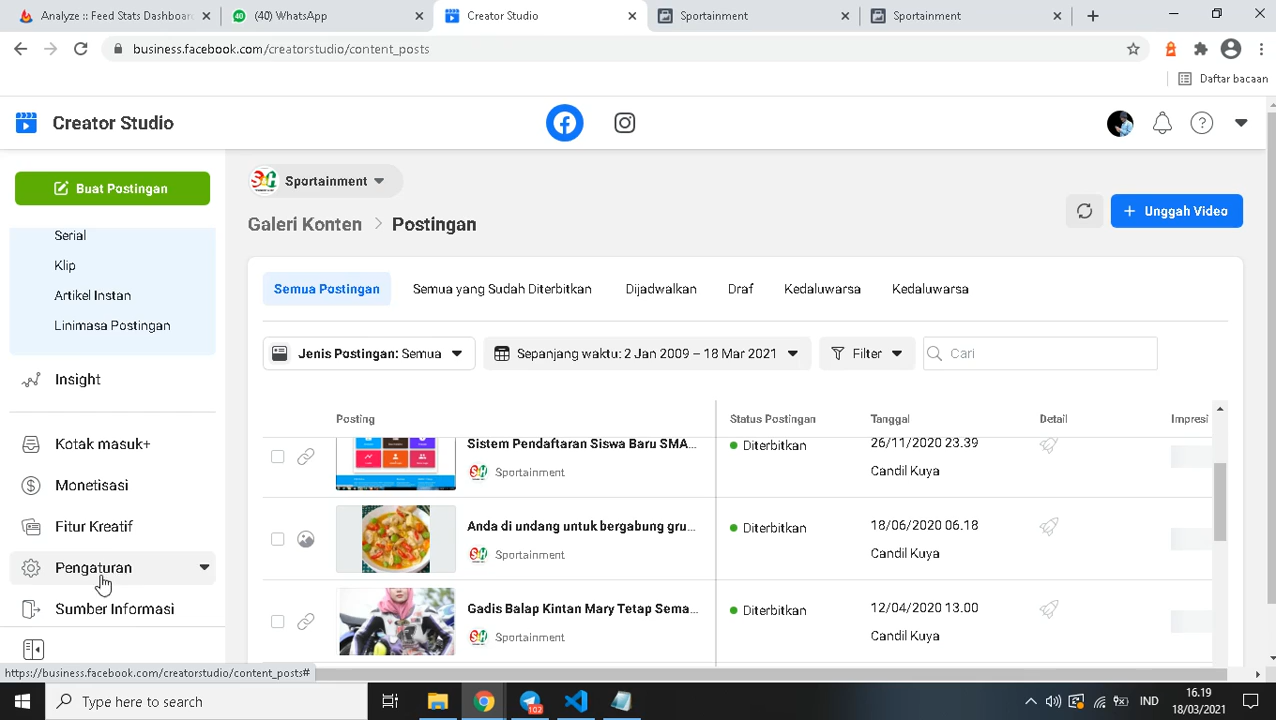 Analyze :: Feed Stats Dashboa
(40) WhatsApp
Creator Studio
Sportainment
Sportainment
business.facebook.com/creatorstudio/content_posts
Daftar bacaan
Creator Studio
Buat Postingan
Serial
Klip
Artikel Instan
Linimasa Postingan
Insight
Kotak masuk+
Monetisasi
Fitur Kreatif
Pengaturan
Sumber Informasi
Sportainment
Galeri Konten > Postingan
+ Unggah Video
Semua Postingan
Semua yang Sudah Diterbitkan
Dijadwalkan
Draf
Kedaluwarsa
Kedaluwarsa
Jenis Postingan: Semua
Sepanjang waktu: 2 Jan 2009 – 18 Mar 2021
Filter
Cari
Posting
Status Postingan
Tanggal
Detail
Impresi
Sistem Pendaftaran Siswa Baru SMA...
Sportainment
Diterbitkan
26/11/2020 23.39
Candil Kuya
Anda di undang untuk bergabung gru...
Sportainment
Diterbitkan
18/06/2020 06.18
Candil Kuya
Gadis Balap Kintan Mary Tetap Sema...
Sportainment
Diterbitkan
12/04/2020 13.00
Candil Kuya
https://business.facebook.com/creatorstudio/content_posts#
Type here to search
102
IND
16.19
18/03/2021